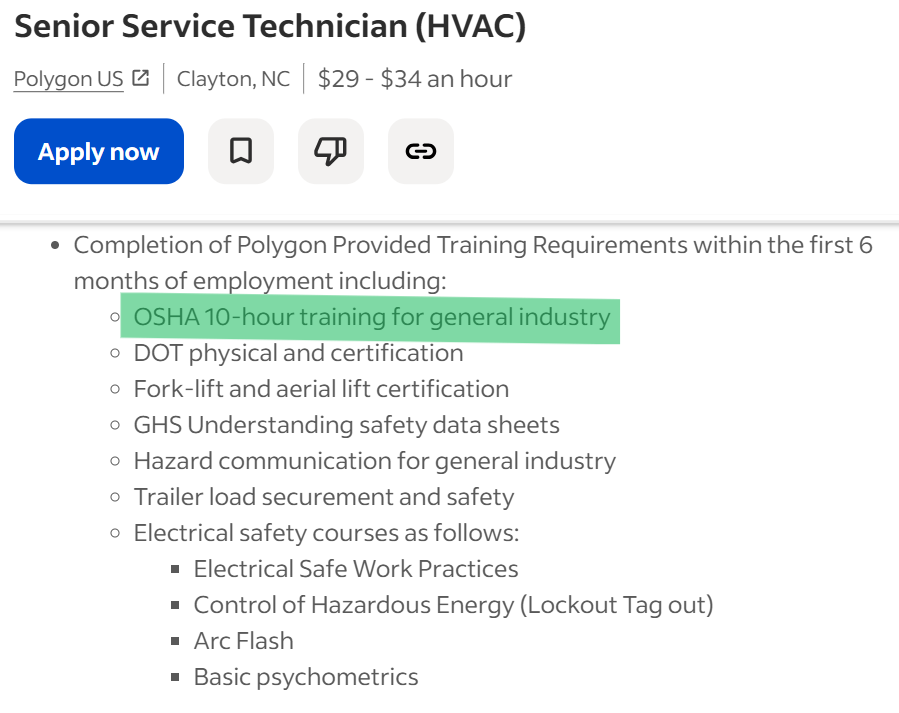 Senior Service Technician (HVAC)
Polygon US | Clayton, NC | $29 - $34 an hour
Apply now
• Completion of Polygon Provided Training Requirements within the first 6
months of employment including:
○ OSHA 10-hour training for general industry
○ DOT physical and certification
○ Fork-lift and aerial lift certification
○ GHS Understanding safety data sheets
○ Hazard communication for general industry
○ Trailer load securement and safety
○ Electrical safety courses as follows:
▪ Electrical Safe Work Practices
▪ Control of Hazardous Energy (Lockout Tag out)
▪ Arc Flash
▪ Basic psychometrics